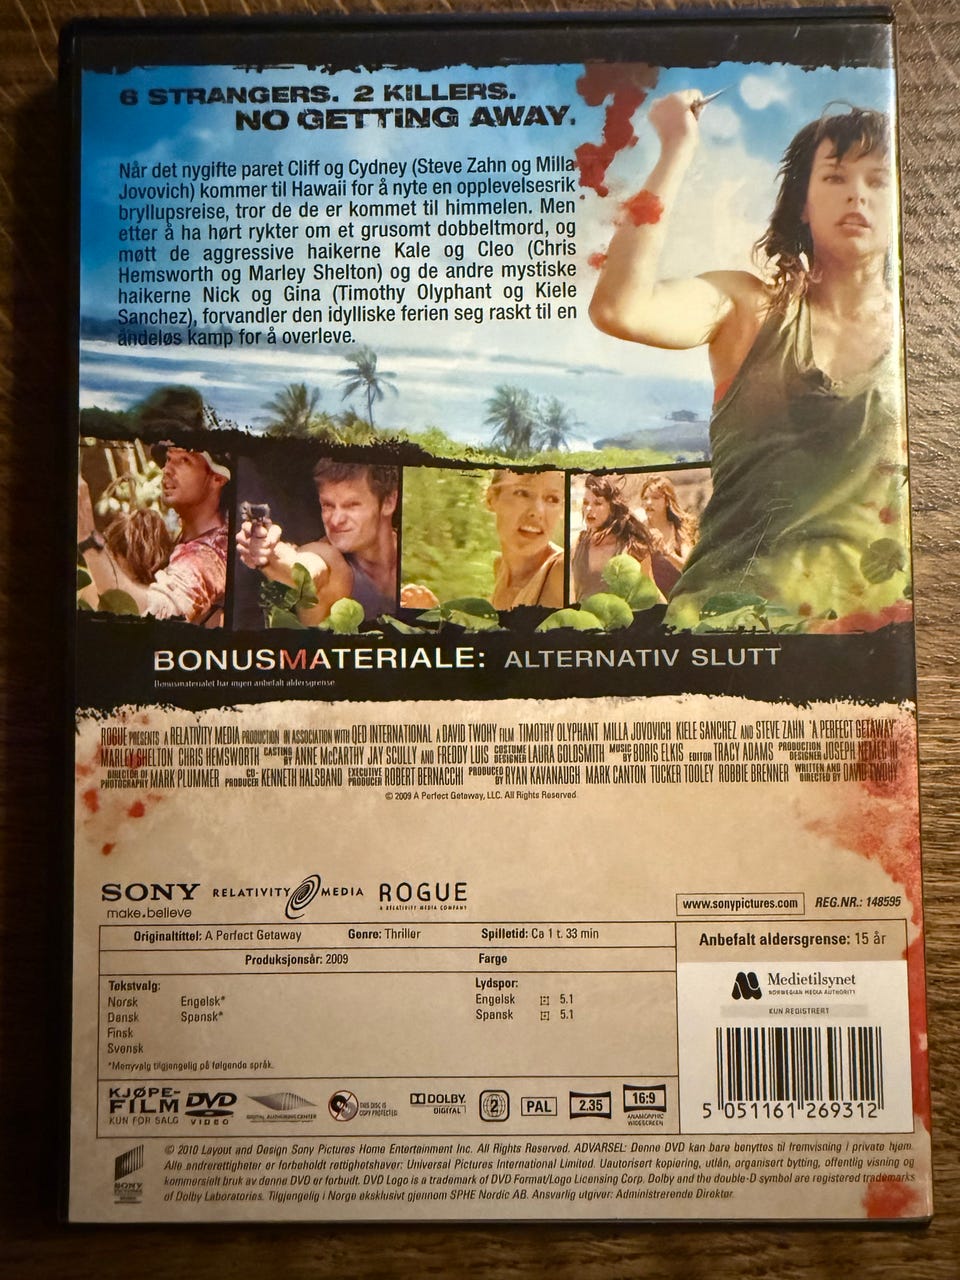 6 STRANGERS. 2 KILLERS.
NO GETTING AWAY.
Når det nygifte paret Cliff og Cydney (Steve Zahn og Milla
Jovovich) kommer til Hawaii for å nyte en opplevelsesrik
bryllupsreise, tror de de er kommet til himmelen. Men
etter å ha hørt rykter om et grusomt dobbeltmord, og
møtt de aggressive haikerne Kale og Cleo (Chris
Hemsworth og Marley Shelton) og de andre mystiske
haikerne Nick og Gina (Timothy Olyphant og Kiele
Sanchez), forvandler den idylliske ferien seg raskt til en
åndeløs kamp for å overleve.
BONUSMATERIALE: ALTERNATIV SLUTT
Bonusmaterialet har ingen anbefalt aldersgrense
ROGUE PRESENTS A RELATIVITY MEDIA PRODUCTION IN ASSOCIATION WITH QED INTERNATIONAL A DAVID TWOHY FILM TIMOTHY OLYPHANT MILLA JOVOVICH KIELE SANCHEZ AND STEVE ZAHN 'A PERFECT GETAWAY'
MARLEY SHELTON CHRIS HEMSWORTH CASTING BY ANNE McCARTHY JAY SCULLY AND FREDDY LUIS COSTUME DESIGNER LAURA GOLDSMITH MUSIC BY BORIS ELKIS EDITOR TRACY ADAMS PRODUCTION DESIGNER JOSEPH NEMEC III
DIRECTOR OF PHOTOGRAPHY MARK PLUMMER CO-PRODUCER KENNETH HALSBAND EXECUTIVE PRODUCER ROBERT BERNACCHI PRODUCED BY RYAN KAVANAUGH MARK CANTON TUCKER TOOLEY ROBBIE BRENNER WRITTEN AND DIRECTED BY DAVID TWOHY
© 2009 A Perfect Getaway, LLC. All Rights Reserved.
SONY
make.believe
RELATIVITY MEDIA
ROGUE
A RELATIVITY MEDIA COMPANY
www.sonypictures.com
REG.NR.: 148595
Originaltittel: A Perfect Getaway Genre: Thriller Spilletid: Ca 1 t. 33 min
Produksjonsår: 2009 Farge
Anbefalt aldersgrense: 15 år
Tekstvalg:
Norsk Engelsk*
Dansk Spansk*
Finsk
Svensk
*Menyvalg tilgjengelig på følgende språk.
Lydspor:
Engelsk 5.1
Spansk 5.1
Medietilsynet
NORWEGIAN MEDIA AUTHORITY
KUN REGISTRERT
5 051161 269312
KJØPE-
FILM
KUN FOR SALG
DVD
VIDEO
DIGITAL AUTHORING CENTER
THIS DISC IS
COPY PROTECTED
DOLBY
DIGITAL
2
PAL
2.35
16:9
ANAMORPHIC
WIDESCREEN
SONY
PICTURES
© 2010 Layout and Design Sony Pictures Home Entertainment Inc. All Rights Reserved. ADVARSEL: Denne DVD kan bare benyttes til fremvisning i private hjem.
Alle andrerettigheter er forbeholdt rettighetshaver: Universal Pictures International Limited. Uautorisert kopiering, utlån, organisert bytting, offentlig visning og
kommersielt bruk av denne DVD er forbudt. DVD Logo is a trademark of DVD Format/Logo Licensing Corp. Dolby and the double-D symbol are registered trademarks
of Dolby Laboratories. Tilgjengelig i Norge eksklusivt gjennom SPHE Nordic AB. Ansvarlig utgiver: Administrerende Direktør.